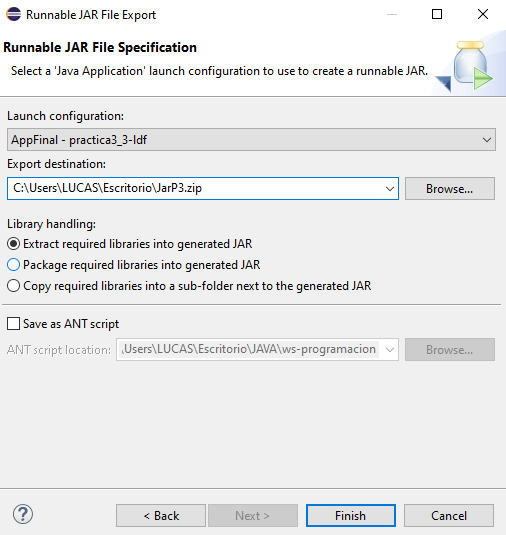 Runnable JAR File Export
Runnable JAR File Specification
Select a 'Java Application' launch configuration to use to create a runnable JAR.
Launch configuration:
AppFinal - practica3_3-ldf
Export destination:
C:\Users\LUCAS\Escritorio\JarP3.zip
Browse...
Library handling:
Extract required libraries into generated JAR
Package required libraries into generated JAR
Copy required libraries into a sub-folder next to the generated JAR
Save as ANT script
ANT script location:
\Users\LUCAS\Escritorio\JAVA\ws-programacion
Browse...
?
< Back
Next >
Finish
Cancel